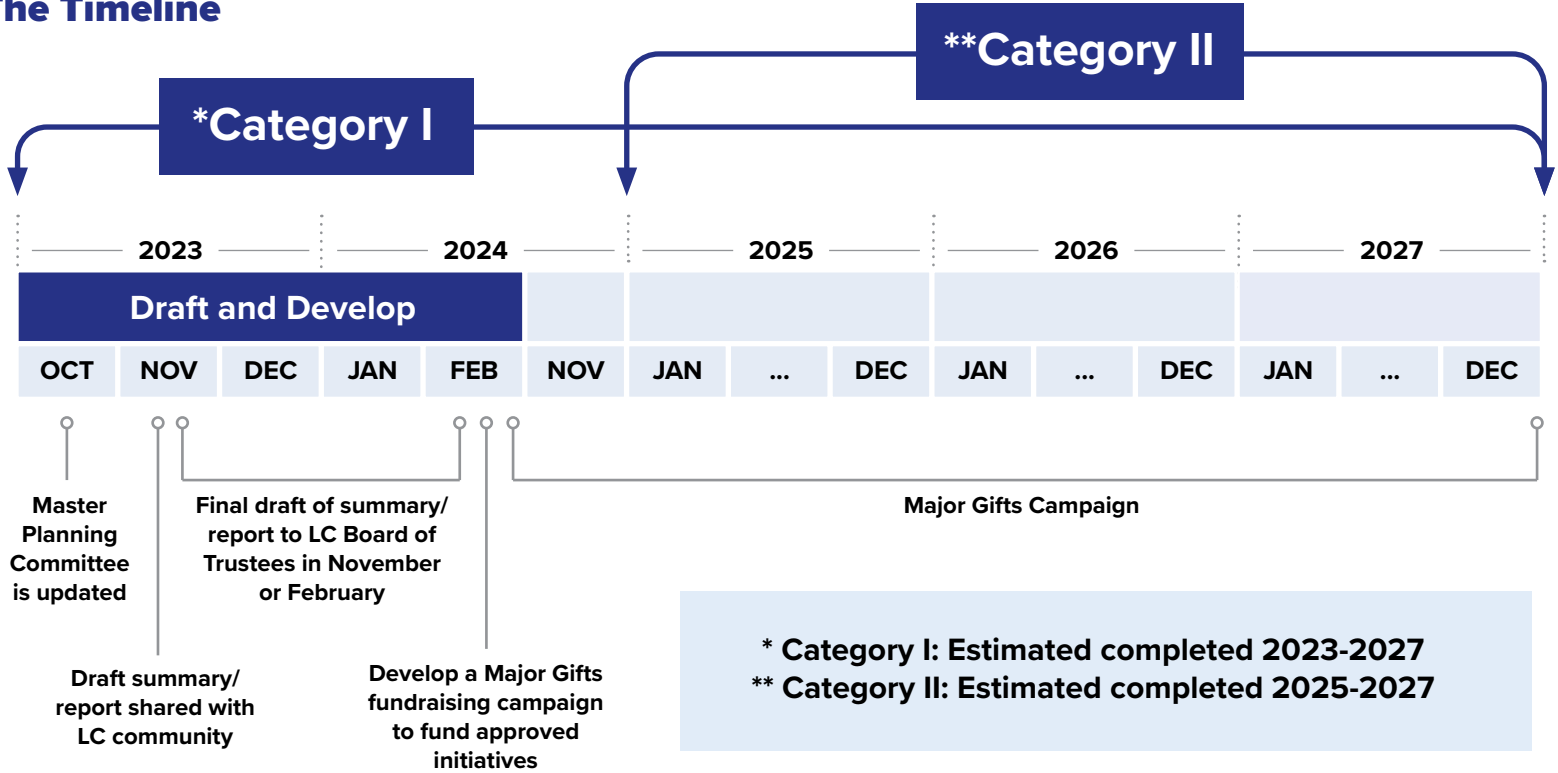 The Timeline
**Category II
*Category I
2023 2024 2025 2026 2027
Draft and Develop
OCT NOV DEC JAN FEB NOV JAN ... DEC JAN ... DEC JAN ... DEC
Master
Planning
Committee
is updated
Final draft of summary/
report to LC Board of
Trustees in November
or February
Major Gifts Campaign
Draft summary/
report shared with
LC community
Develop a Major Gifts
fundraising campaign
to fund approved
initiatives
* Category I: Estimated completed 2023-2027
** Category II: Estimated completed 2025-2027